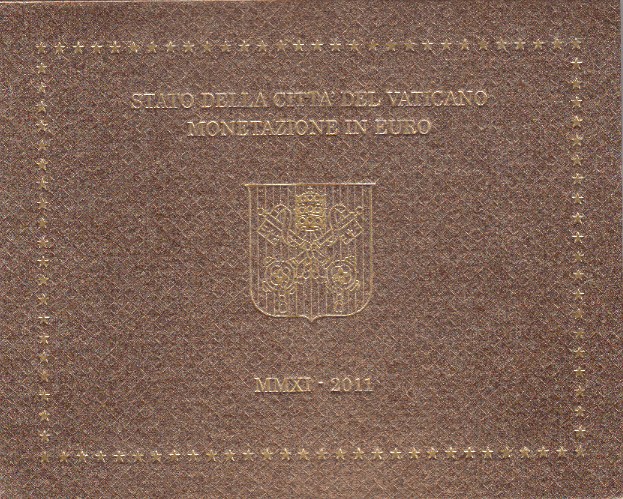 STATO DELLA CITTA' DEL VATICANO
MONETAZIONE IN EURO
MMXI - 2011